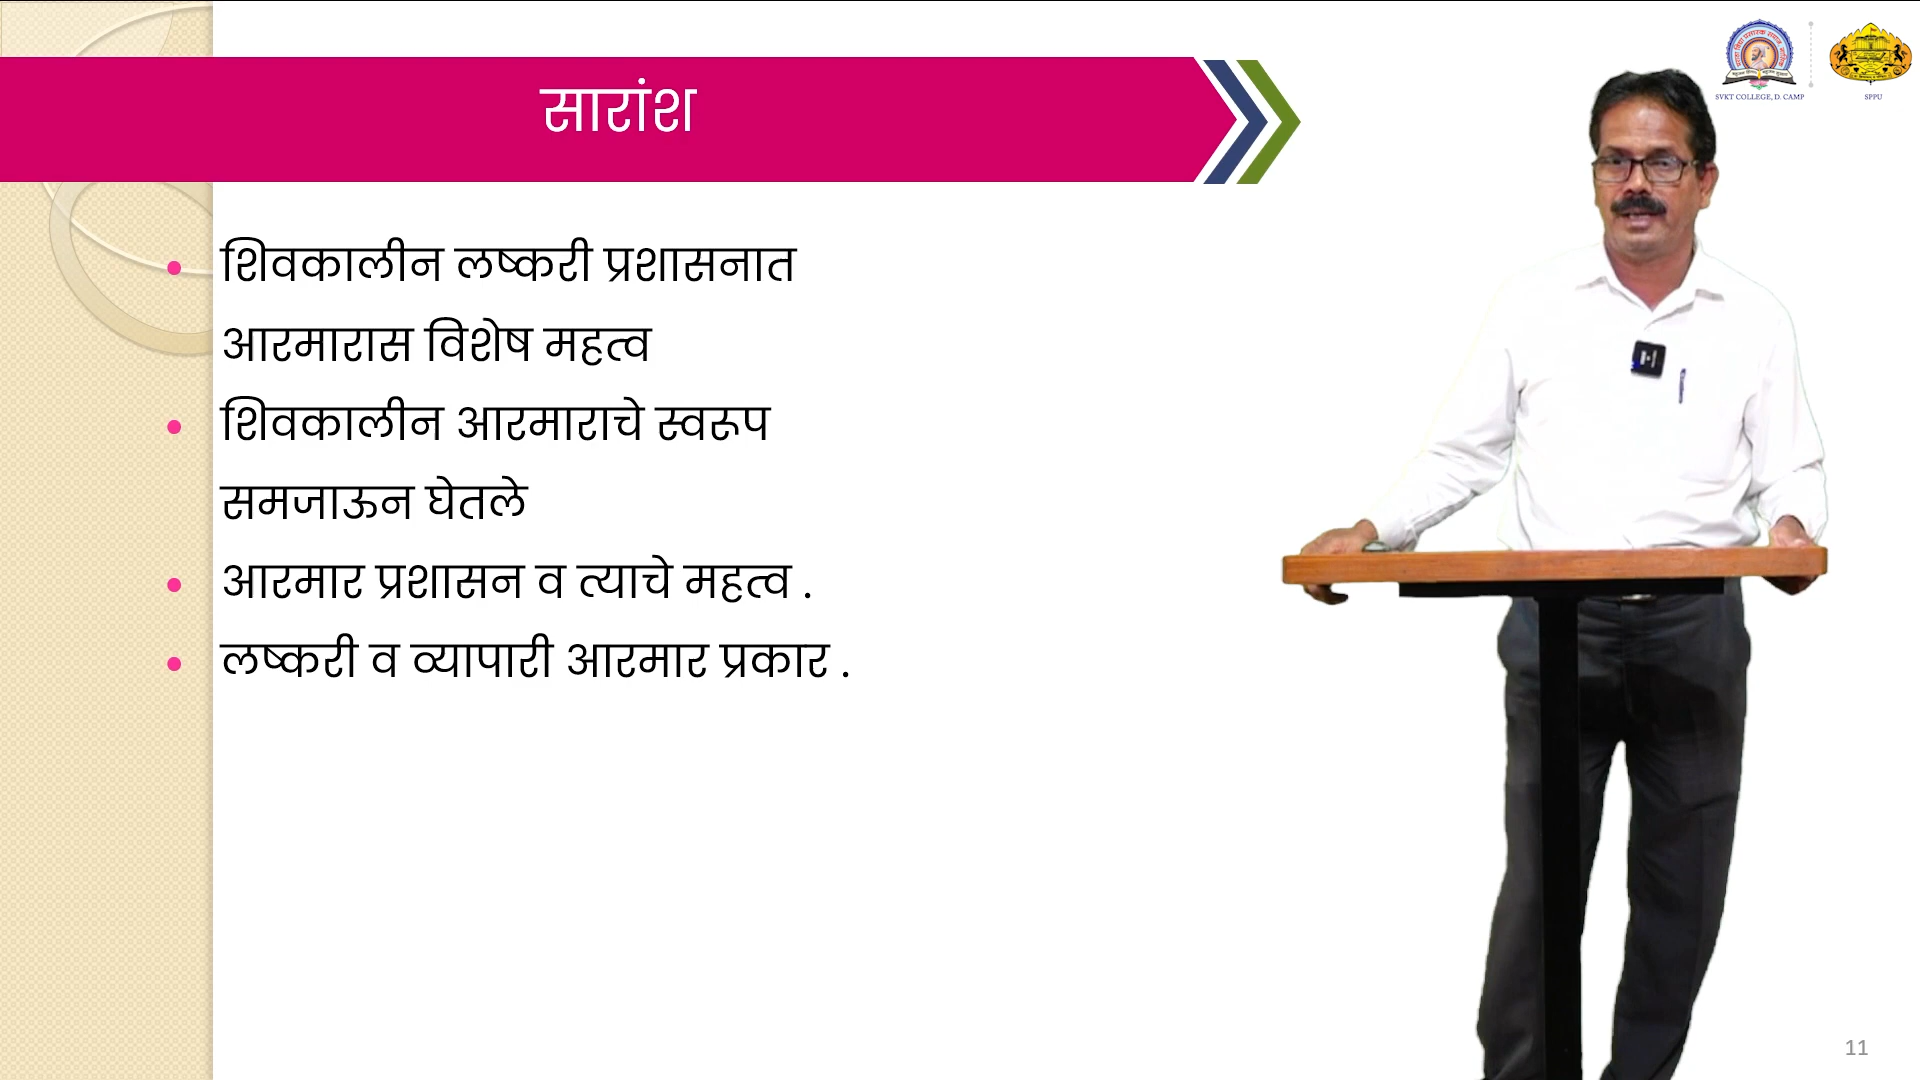 सारांश
शिवकालीन लष्करी प्रशासनात
आरमारास विशेष महत्व
शिवकालीन आरमाराचे स्वरूप
समजाऊन घेतले
आरमार प्रशासन व त्याचे महत्व .
लष्करी व व्यापारी आरमार प्रकार .
SVKT COLLEGE, D. CAMP
SPPU
11